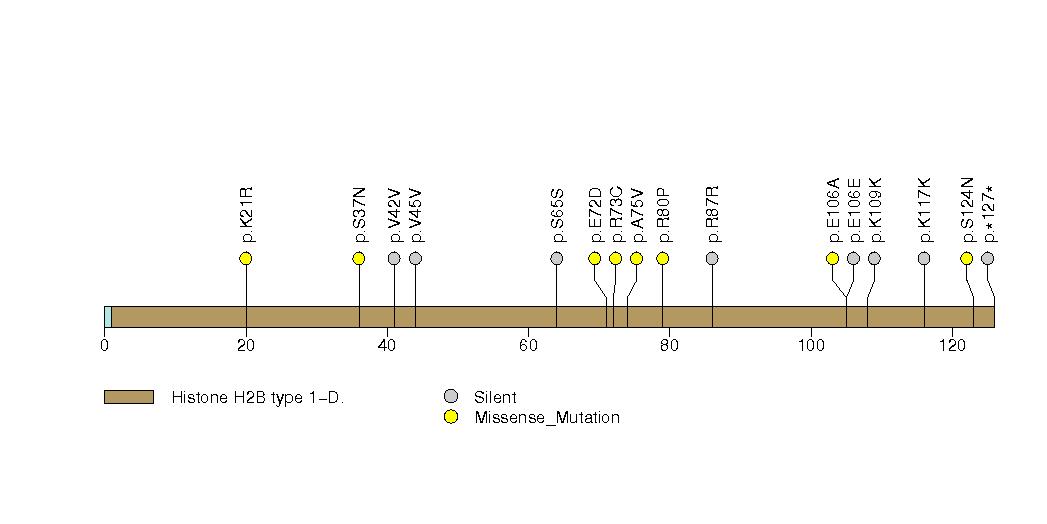 p.K21R
p.S37N
p.V42V
p.V45V
p.S65S
p.E72D
p.R73C
p.A75V
p.R80P
p.R87R
p.E106A
p.E106E
p.K109K
p.K117K
p.S124N
p.*127*
0 20 40 60 80 100 120
Histone H2B type 1−D.
Silent
Missense_Mutation